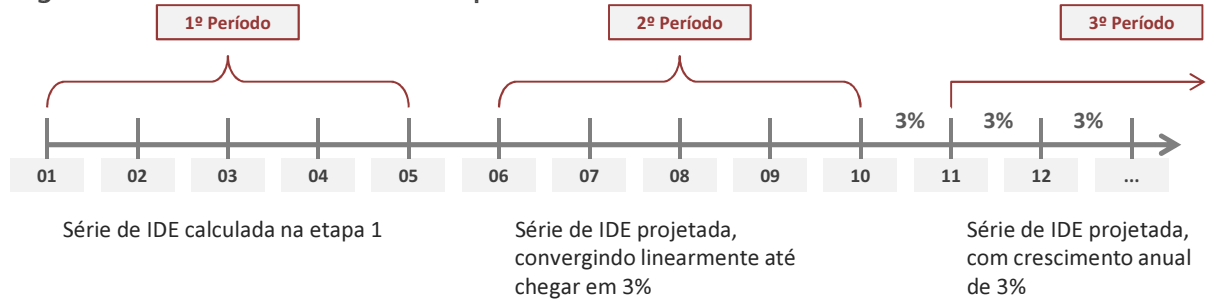 1º Período
2º Período
3º Período
3%
3%
3%
01
02
03
04
05
06
07
08
09
10
11
12
...
Série de IDE calculada na etapa 1
Série de IDE projetada,
convergindo linearmente até
chegar em 3%
Série de IDE projetada,
com crescimento anual
de 3%